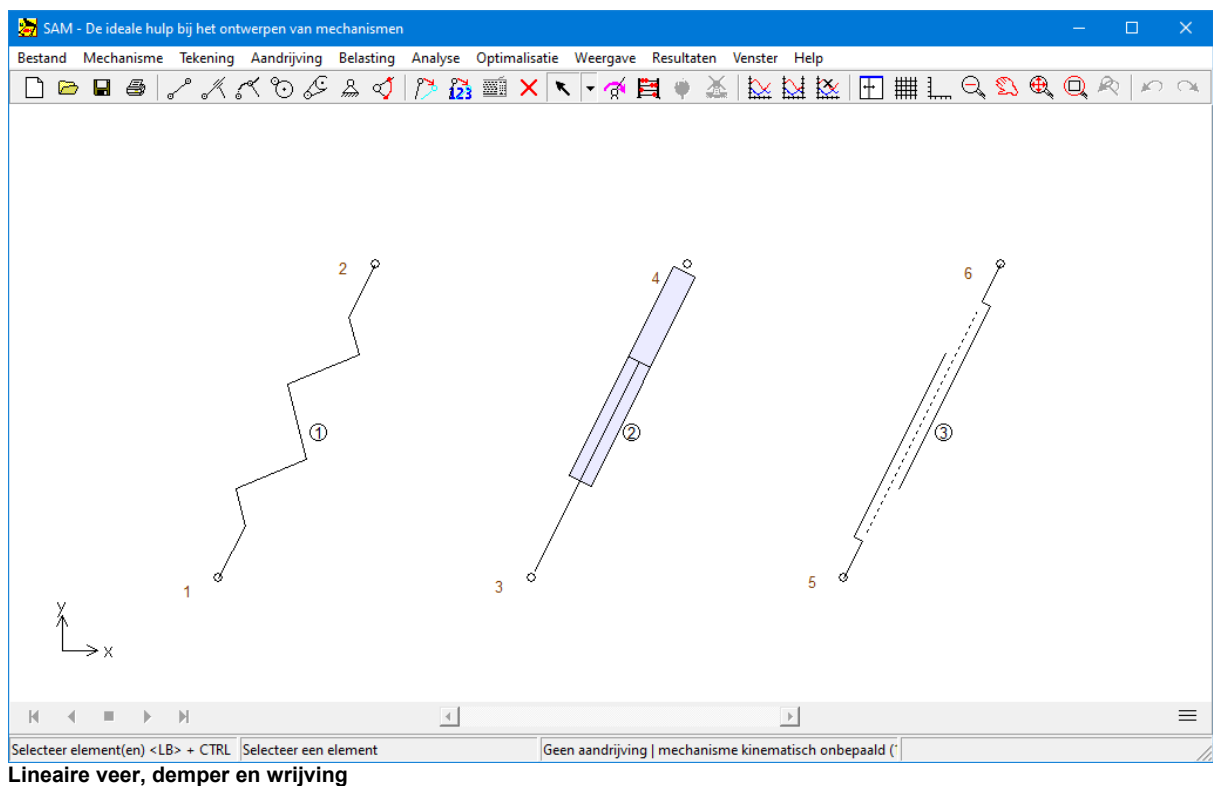 SAM - De ideale hulp bij het ontwerpen van mechanismen
Bestand Mechanisme Tekening Aandrijving Belasting Analyse Optimalisatie Weergave Resultaten Venster Help
123
2
4
6
1
2
3
1
3
5
y
x
Selecteer element(en) <LB> + CTRL Selecteer een element Geen aandrijving | mechanisme kinematisch onbepaald (
Lineaire veer, demper en wrijving